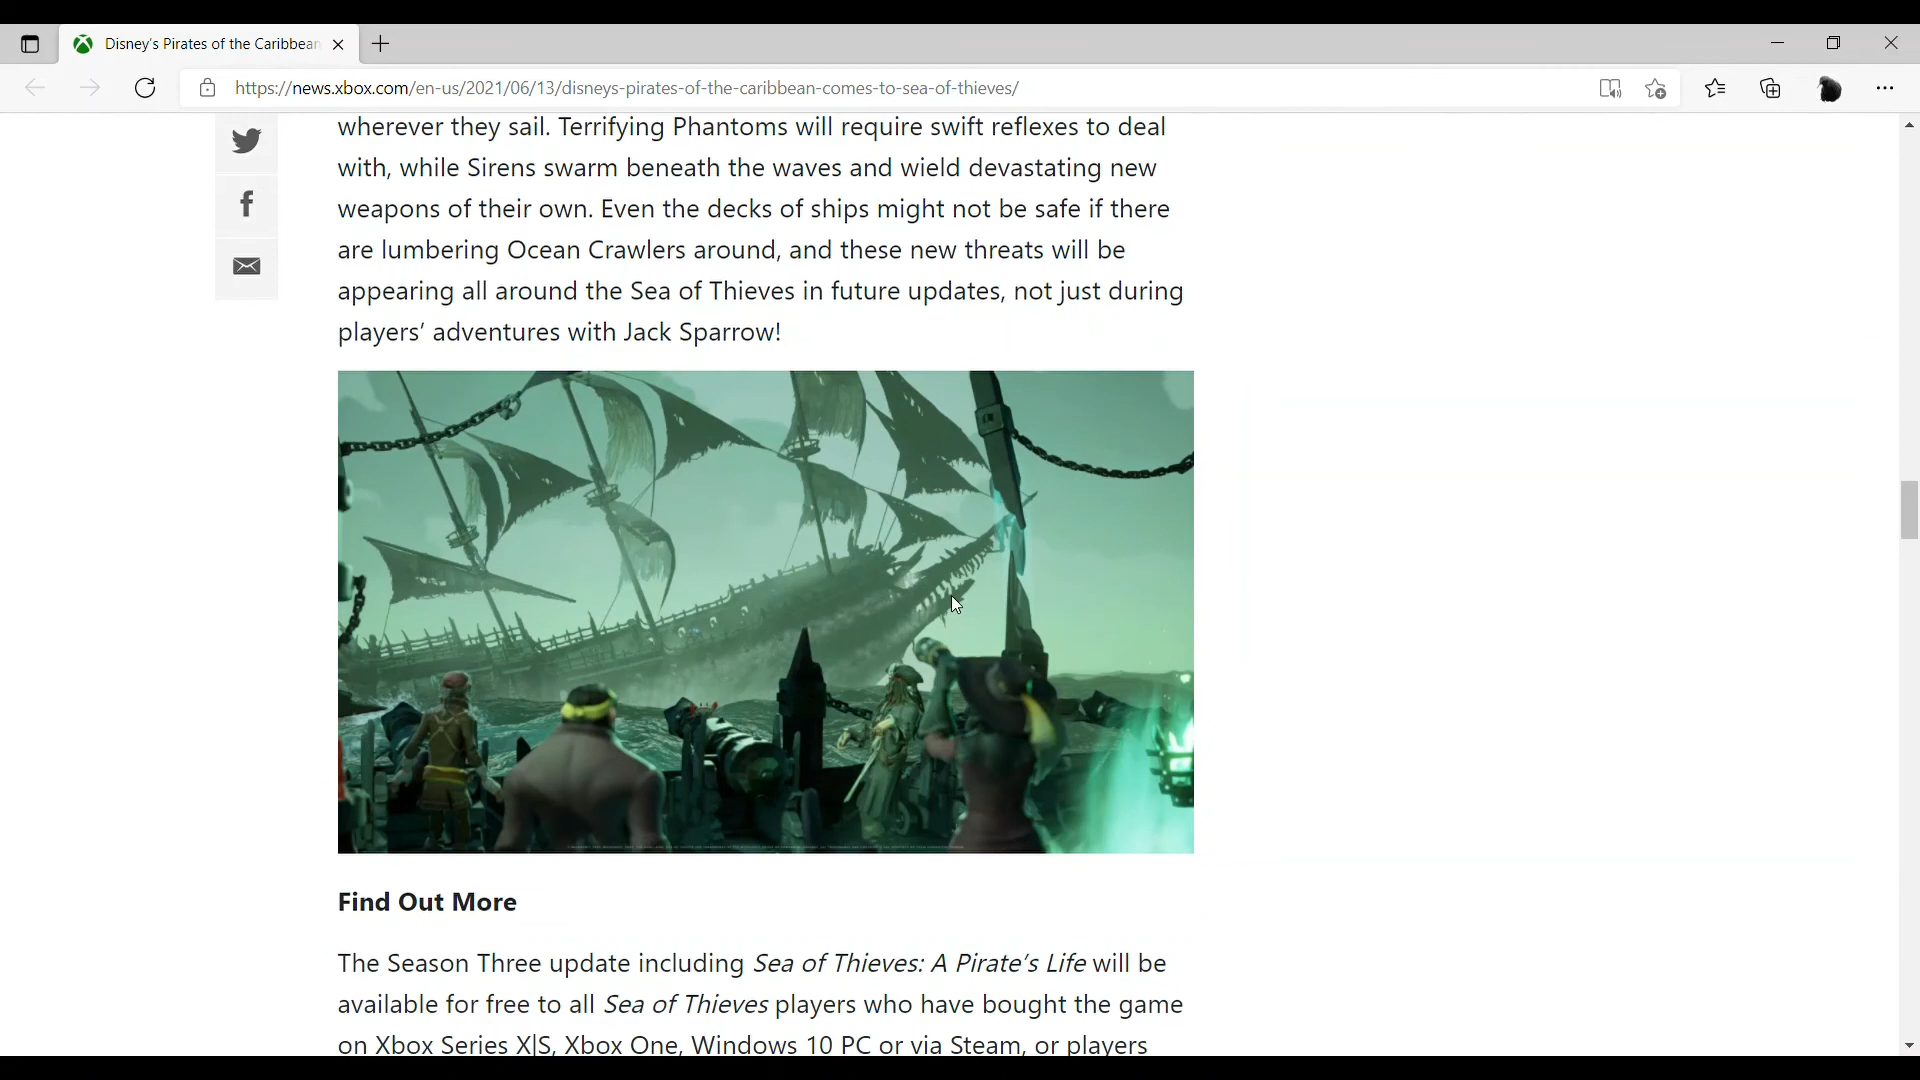 Disney's Pirates of the Caribbean
https://news.xbox.com/en-us/2021/06/13/disneys-pirates-of-the-caribbean-comes-to-sea-of-thieves/
wherever they sail. Terrifying Phantoms will require swift reflexes to deal
with, while Sirens swarm beneath the waves and wield devastating new
weapons of their own. Even the decks of ships might not be safe if there
are lumbering Ocean Crawlers around, and these new threats will be
appearing all around the Sea of Thieves in future updates, not just during
players’ adventures with Jack Sparrow!
Find Out More
The Season Three update including Sea of Thieves: A Pirate’s Life will be
available for free to all Sea of Thieves players who have bought the game
on Xbox Series X|S, Xbox One, Windows 10 PC or via Steam, or players